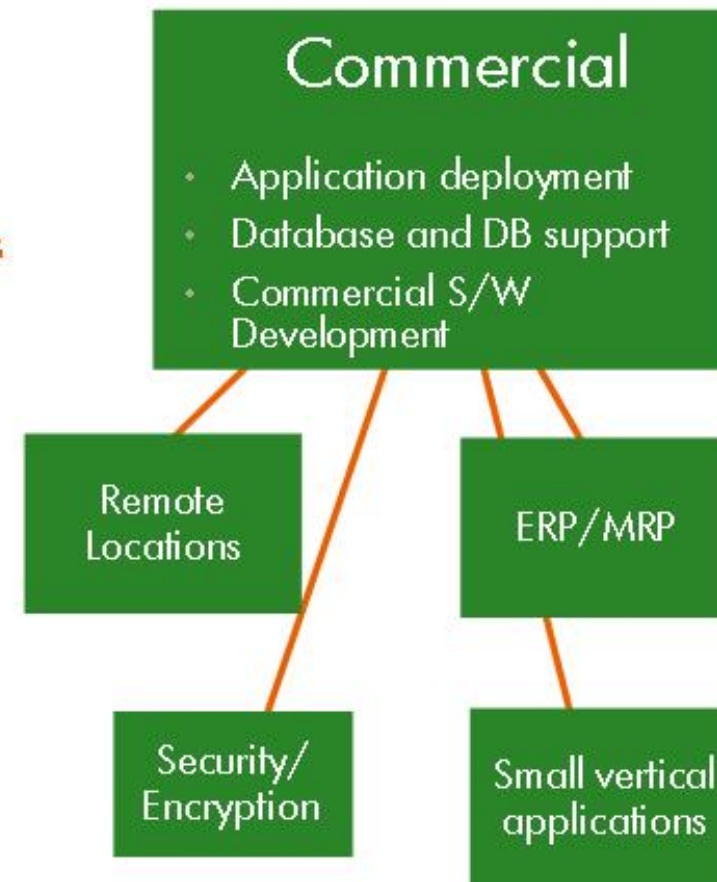 Commercial
• Application deployment
• Database and DB support
• Commercial S/W
Development
Remote
Locations
ERP/MRP
Security/
Encryption
Small vertical
applications